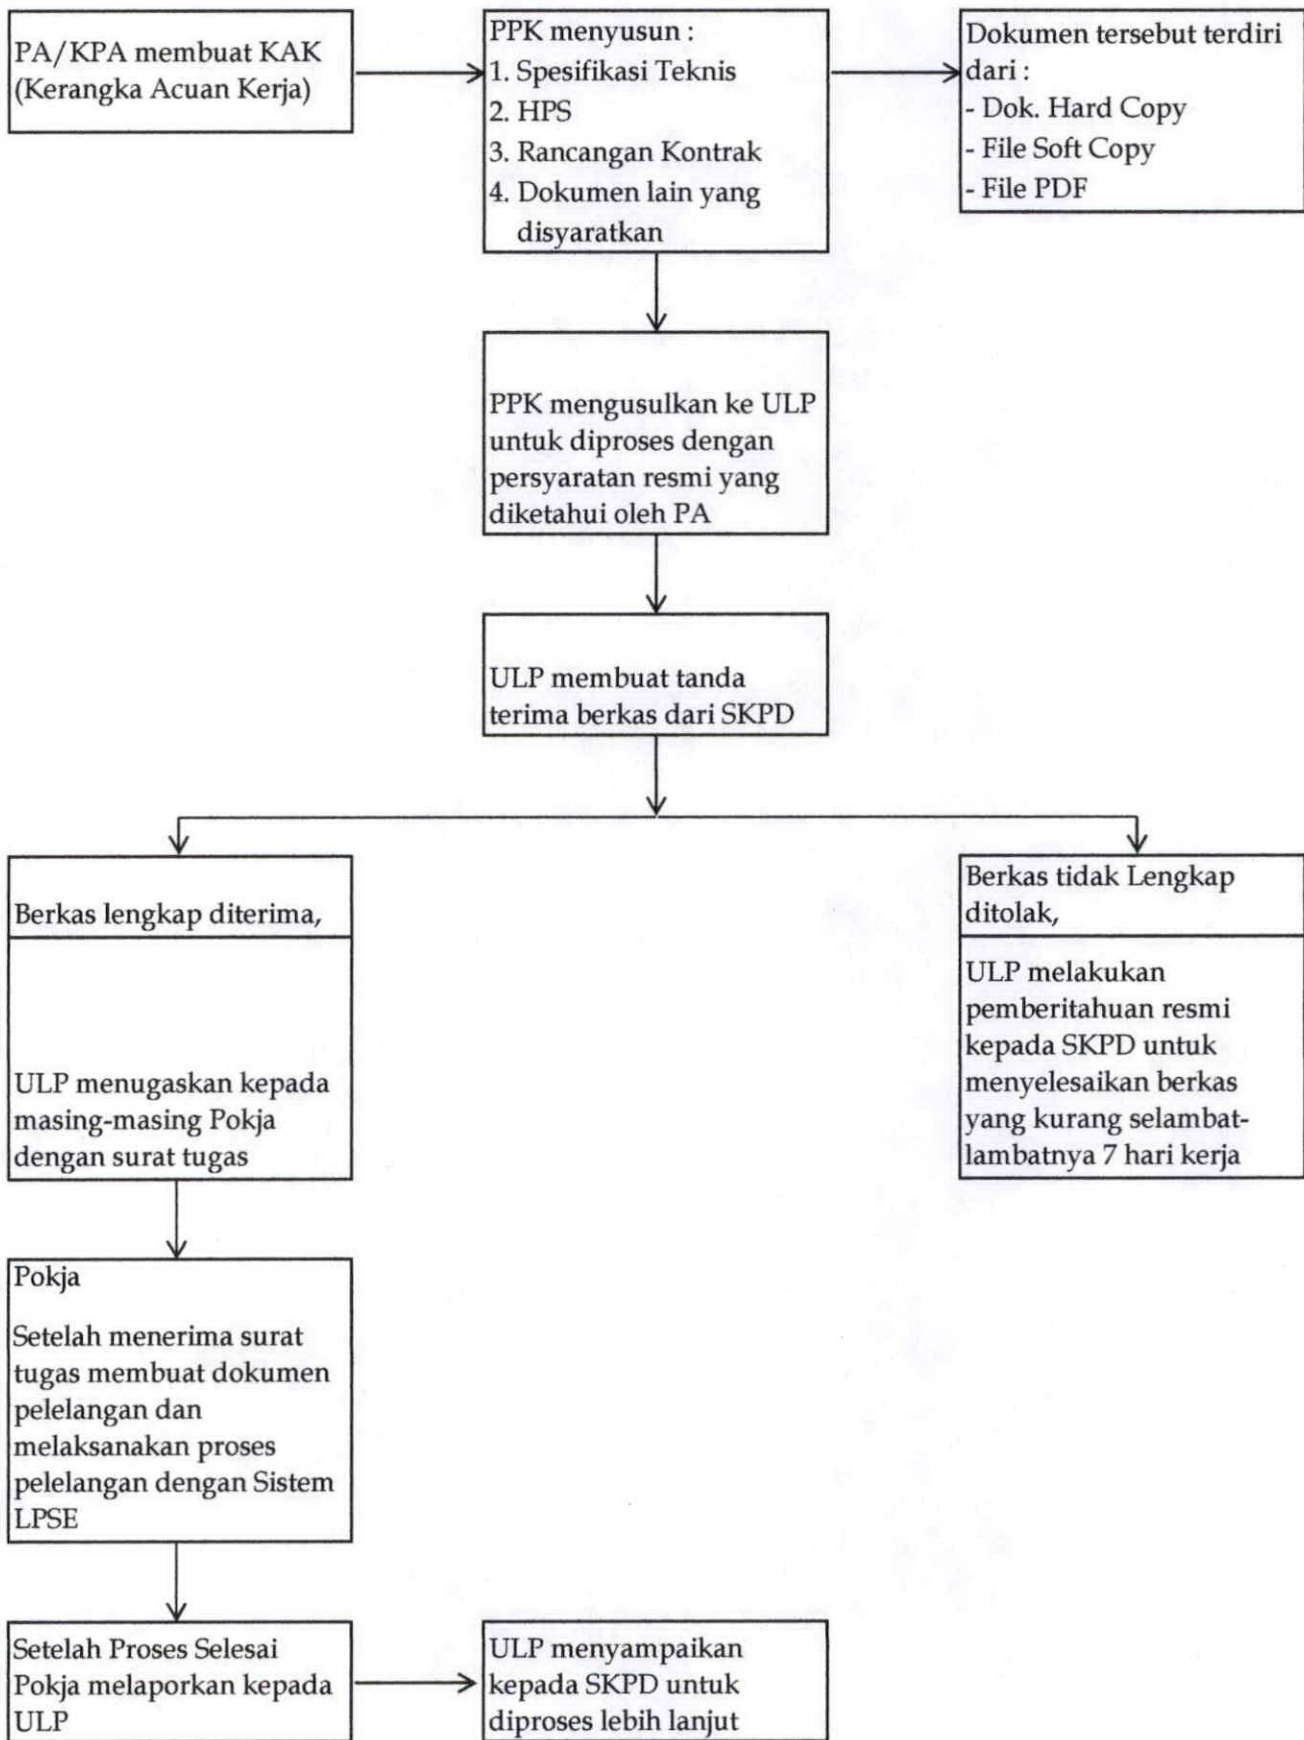 PA/KPA membuat KAK
(Kerangka Acuan Kerja)
PPK menyusun :
1. Spesifikasi Teknis
2. HPS
3. Rancangan Kontrak
4. Dokumen lain yang
disyaratkan
Dokumen tersebut terdiri
dari :
- Dok. Hard Copy
- File Soft Copy
- File PDF
PPK mengusulkan ke ULP
untuk diproses dengan
persyaratan resmi yang
diketahui oleh PA
ULP membuat tanda
terima berkas dari SKPD
Berkas lengkap diterima,
ULP menugaskan kepada
masing-masing Pokja
dengan surat tugas
Berkas tidak Lengkap
ditolak,
ULP melakukan
pemberitahuan resmi
kepada SKPD untuk
menyelesaikan berkas
yang kurang selambat-
lambatnya 7 hari kerja
Pokja
Setelah menerima surat
tugas membuat dokumen
pelelangan dan
melaksanakan proses
pelelangan dengan Sistem
LPSE
Setelah Proses Selesai
Pokja melaporkan kepada
ULP
ULP menyampaikan
kepada SKPD untuk
diproses lebih lanjut